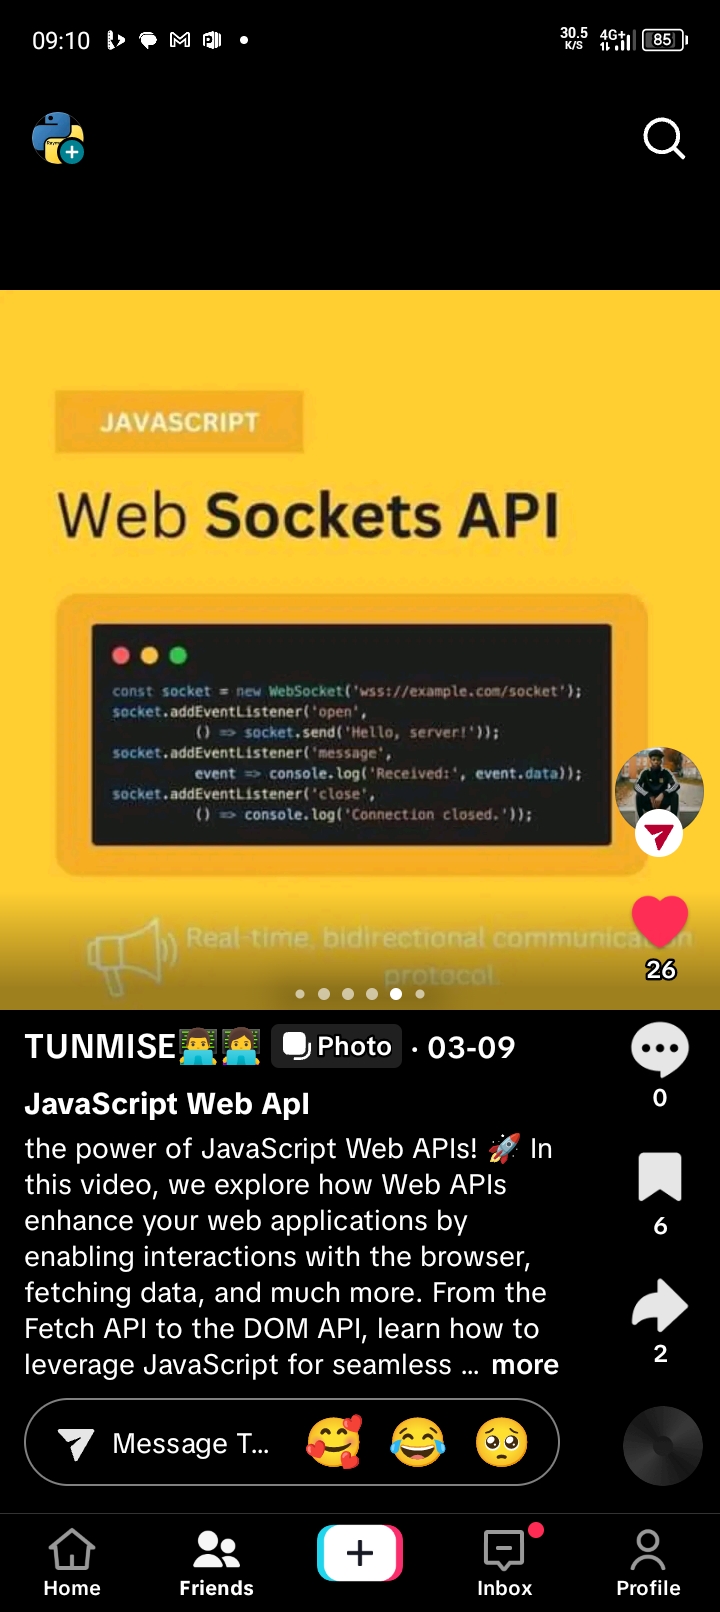 09:10
30.5
K/S
4G+
85
JAVASCRIPT
Web Sockets API
const socket = new WebSocket('wss://example.com/socket');
socket.addEventListener('open',
() => socket.send('Hello, server!'));
socket.addEventListener('message',
event => console.log('Received:', event.data));
socket.addEventListener('close',
() => console.log('Connection closed.'));
Real-time, bidirectional communication
protocol.
26
TUNMISE👨‍💻👩‍💻 Photo · 03-09
0
JavaScript Web ApI
the power of JavaScript Web APIs! 🚀 In
this video, we explore how Web APIs
enhance your web applications by
enabling interactions with the browser,
fetching data, and much more. From the
Fetch API to the DOM API, learn how to
leverage JavaScript for seamless ... more
6
2
Message T...
Home
Friends
Inbox
Profile